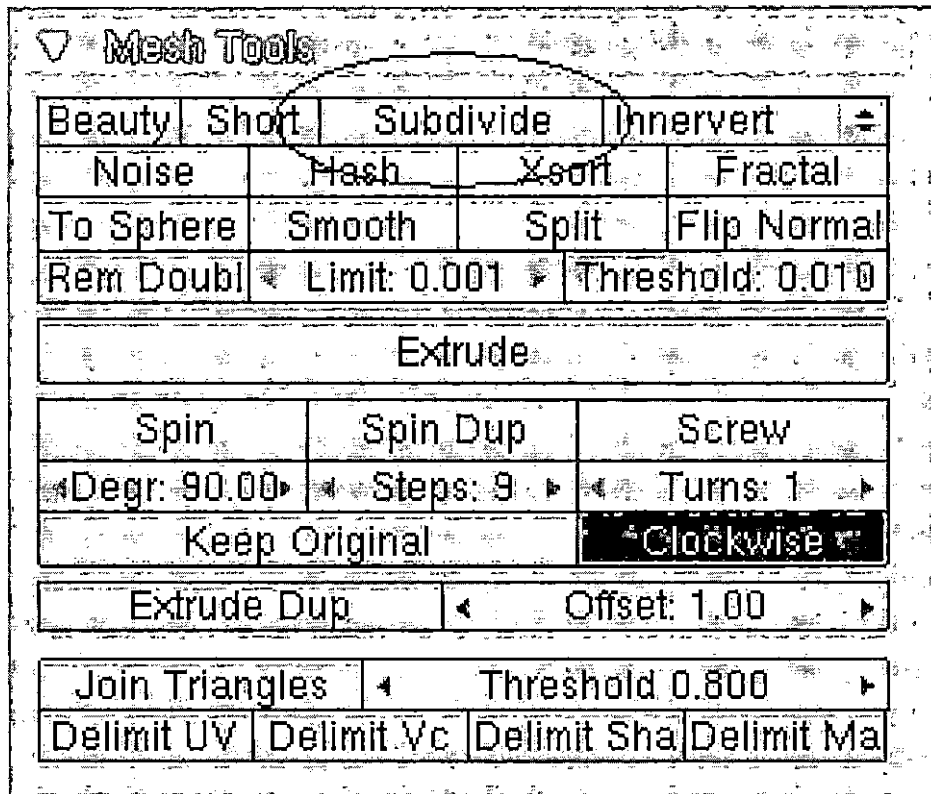 Mesh Tools
Beauty Short Subdivide Innervert
Noise Hash Xsort Fractal
To Sphere Smooth Split Flip Normal
Rem Doubl Limit: 0.001 Threshold: 0.010
Extrude
Spin Spin Dup Screw
Degr: 90.00 Steps: 9 Turns: 1
Keep Original Clockwise
Extrude Dup Offset: 1.00
Join Triangles Threshold 0.800
Delimit UV Delimit Vc Delimit Sha Delimit Ma